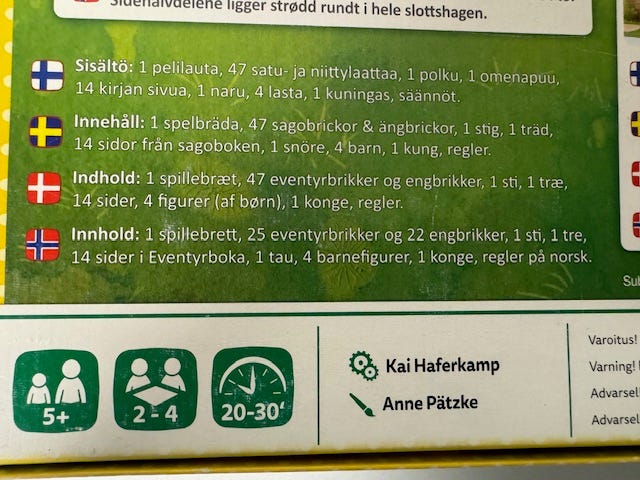 Sidehalvdelene ligger strødd rundt i hele slottshagen.
Sisältö: 1 pelilauta, 47 satu- ja niittylaattaa, 1 polku, 1 omenapuu,
14 kirjan sivua, 1 naru, 4 lasta, 1 kuningas, säännöt.
Innehåll: 1 spelbräda, 47 sagobrickor & ängbrickor, 1 stig, 1 träd,
14 sidor från sagoboken, 1 snöre, 4 barn, 1 kung, regler.
Indhold: 1 spillebræt, 47 eventyrbrikker og engbrikker, 1 sti, 1 træ,
14 sider, 4 figurer (af børn), 1 konge, regler.
Innhold: 1 spillebrett, 25 eventyrbrikker og 22 engbrikker, 1 sti, 1 tre,
14 sider i Eventyrboka, 1 tau, 4 barnefigurer, 1 konge, regler på norsk.
5+
2 - 4
20-30'
Kai Haferkamp
Anne Pätzke
Varoitus!
Varning!
Advarsel
Advarsel